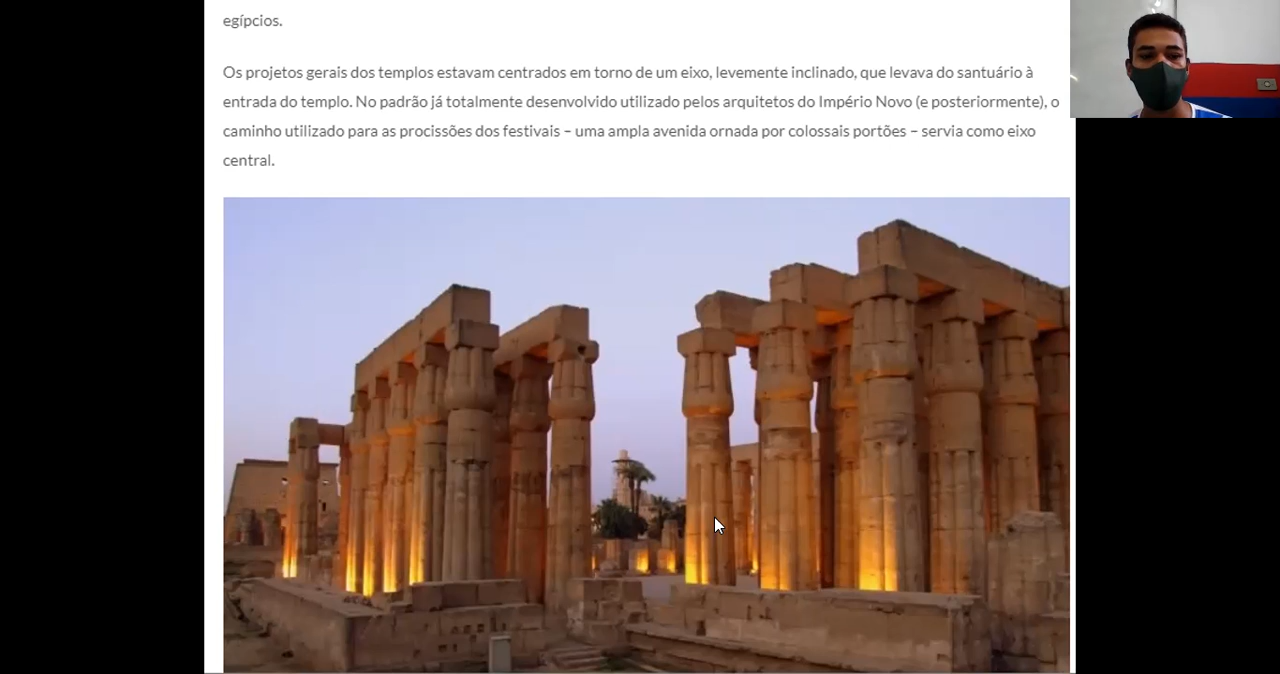 egípcios.
Os projetos gerais dos templos estavam centrados em torno de um eixo, levemente inclinado, que levava do santuário à
entrada do templo. No padrão já totalmente desenvolvido utilizado pelos arquitetos do Império Novo (e posteriormente), o
caminho utilizado para as procissões dos festivais – uma ampla avenida ornada por colossais portões – servia como eixo
central.